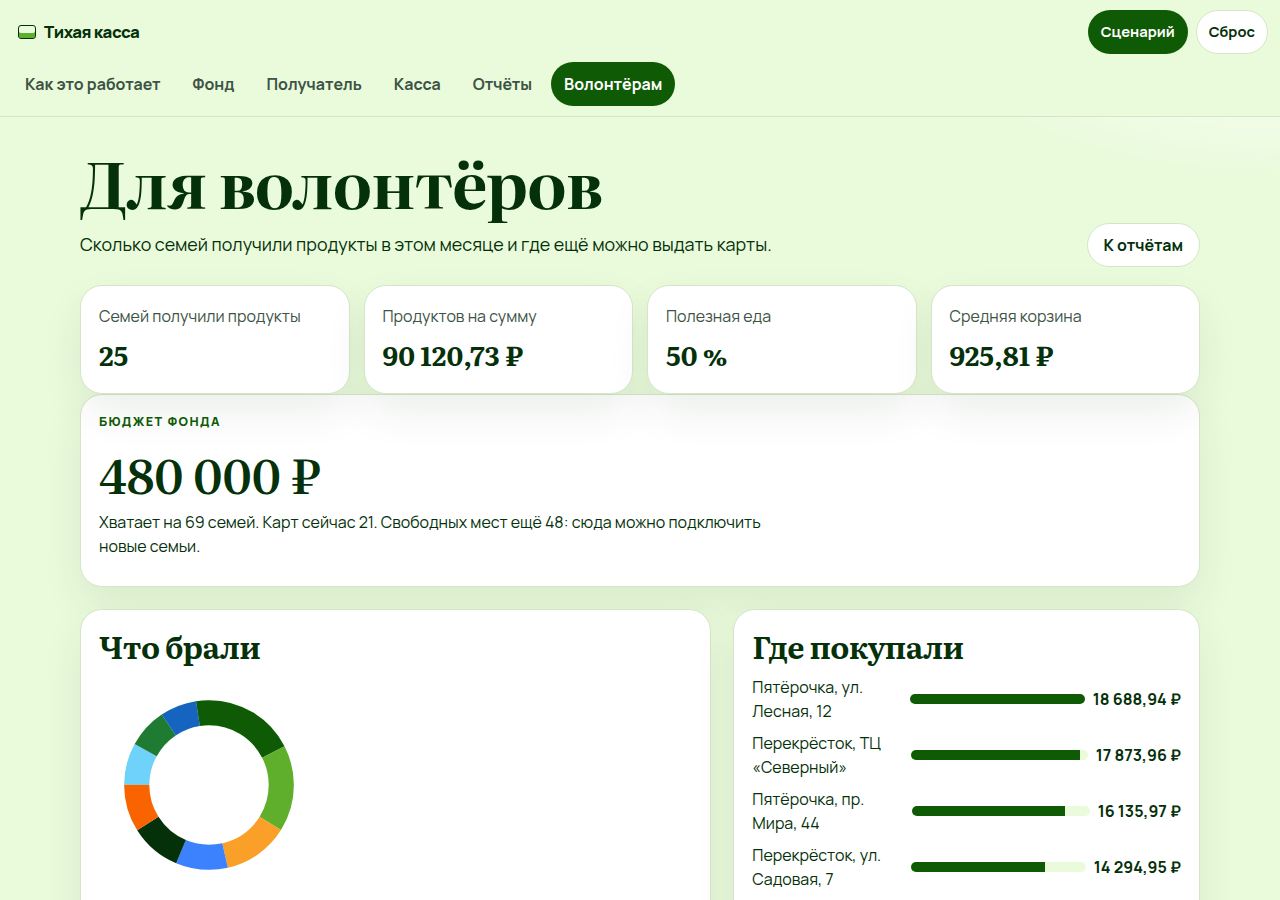 Тихая касса
Сценарий
Сброс
Как это работает
Фонд
Получатель
Касса
Отчёты
Волонтёрам
Для волонтёров
Сколько семей получили продукты в этом месяце и где ещё можно выдать карты.
К отчётам
Семей получили продукты
25
Продуктов на сумму
90 120,73 ₽
Полезная еда
50 %
Средняя корзина
925,81 ₽
БЮДЖЕТ ФОНДА
480 000 ₽
Хватает на 69 семей. Карт сейчас 21. Свободных мест ещё 48: сюда можно подключить
новые семьи.
Что брали
Где покупали
Пятёрочка, ул.
Лесная, 12
18 688,94 ₽
Перекрёсток, ТЦ
«Северный»
17 873,96 ₽
Пятёрочка, пр.
Мира, 44
16 135,97 ₽
Перекрёсток, ул.
Садовая, 7
14 294,95 ₽